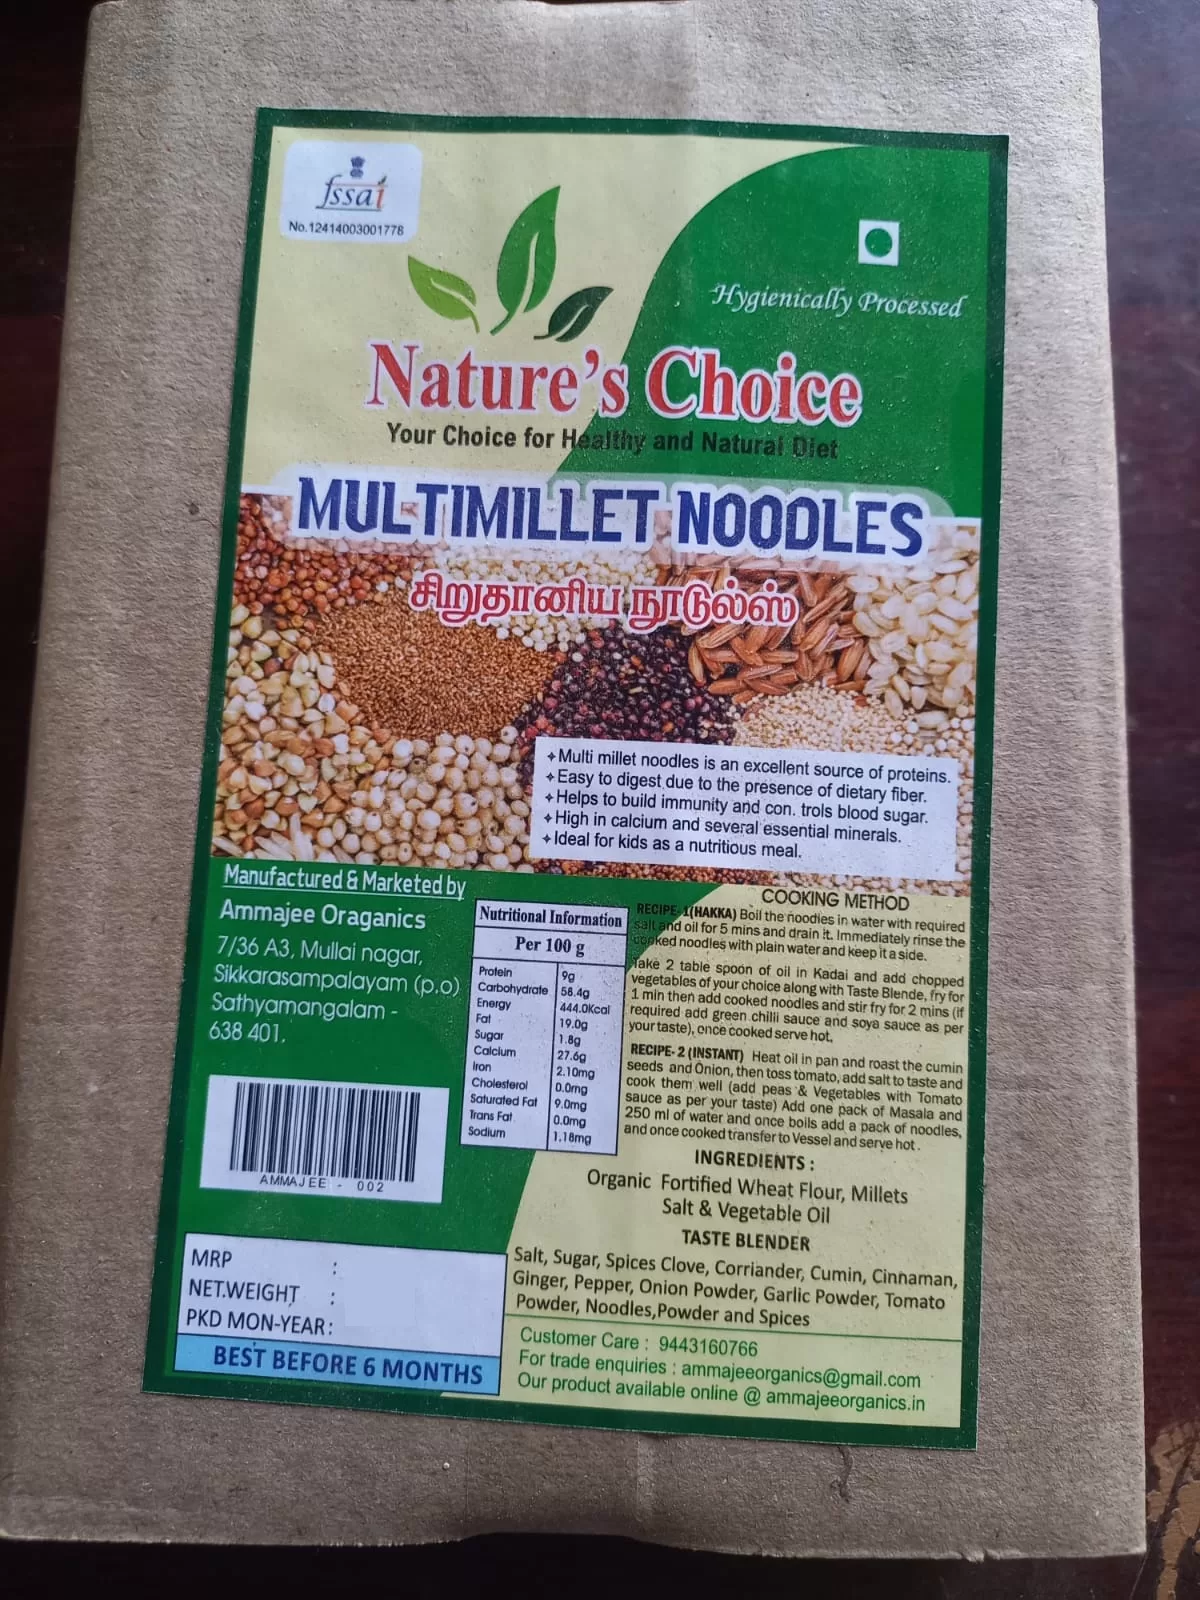 fssai
No.12414003001778
Hygienically Processed
Nature's Choice
Your Choice for Healthy and Natural Diet
MULTIMILLET NOODLES
சிறுதானிய நூடுல்ஸ்
✦Multi millet noodles is an excellent source of proteins.
✦Easy to digest due to the presence of dietary fiber.
✦Helps to build immunity and con. trols blood sugar.
✦High in calcium and several essential minerals.
✦Ideal for kids as a nutritious meal.
Manufactured & Marketed by
Ammajee Oraganics
7/36 A3, Mullai nagar,
Sikkarasampalayam (p.o)
Sathyamangalam -
638 401.
AMMAJEE - 002
Nutritional Information
Per 100 g
Protein 9g
Carbohydrate 58.4g
Energy 444.0Kcal
Fat 19.0g
Sugar 1.8g
Calcium 27.6g
Iron 2.10mg
Cholesterol 0.0mg
Saturated Fat 9.0mg
Trans Fat 0.0mg
Sodium 1.18mg
COOKING METHOD
RECIPE-1(HAKKA) Boil the noodles in water with required
salt and oil for 5 mins and drain it. Immediately rinse the
cooked noodles with plain water and keep it a side.
Take 2 table spoon of oil in Kadai and add chopped
vegetables of your choice along with Taste Blende, fry for
1 min then add cooked noodles and stir fry for 2 mins (if
required add green chilli sauce and soya sauce as per
your taste), once cooked serve hot.
RECIPE- 2 (INSTANT) Heat oil in pan and roast the cumin
seeds and Onion, then toss tomato, add salt to taste and
cook them well (add peas & Vegetables with Tomato
sauce as per your taste) Add one pack of Masala and
250 ml of water and once boils add a pack of noodles,
and once cooked transfer to Vessel and serve hot .
INGREDIENTS :
Organic Fortified Wheat Flour, Millets
Salt & Vegetable Oil
TASTE BLENDER
Salt, Sugar, Spices Clove, Corriander, Cumin, Cinnaman,
Ginger, Pepper, Onion Powder, Garlic Powder, Tomato
Powder, Noodles,Powder and Spices
MRP :
NET.WEIGHT :
PKD MON-YEAR :
BEST BEFORE 6 MONTHS
Customer Care : 9443160766
For trade enquiries : ammajeeorganics@gmail.com
Our product available online @ ammajeeorganics.in